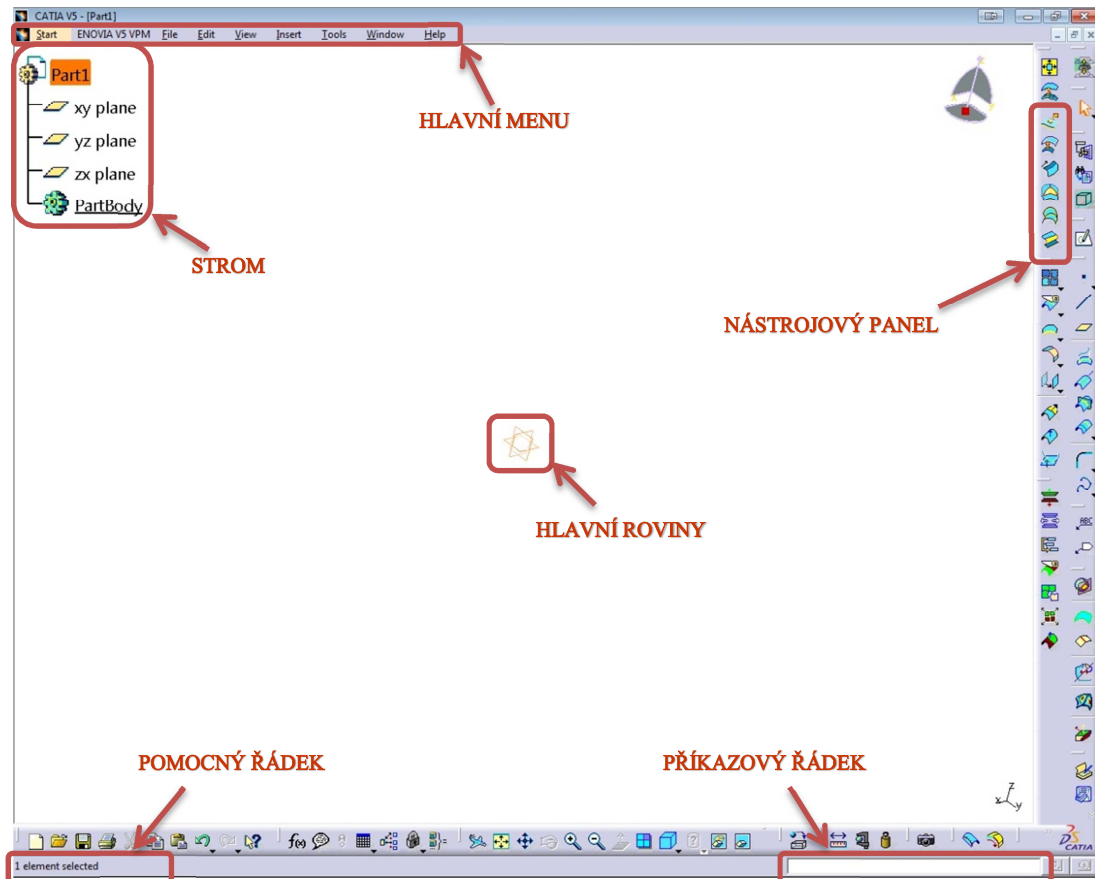 CATIA V5 - [Part1]
Start ENOVIA V5 VPM File Edit View Insert Tools Window Help
Part1
xy plane
yz plane
zx plane
PartBody
HLAVNÍ MENU
STROM
NÁSTROJOVÝ PANEL
HLAVNÍ ROVINY
ABC
POMOCNÝ ŘÁDEK
PŘÍKAZOVÝ ŘÁDEK
z
x
y
f(x)
CATIA
1 element selected